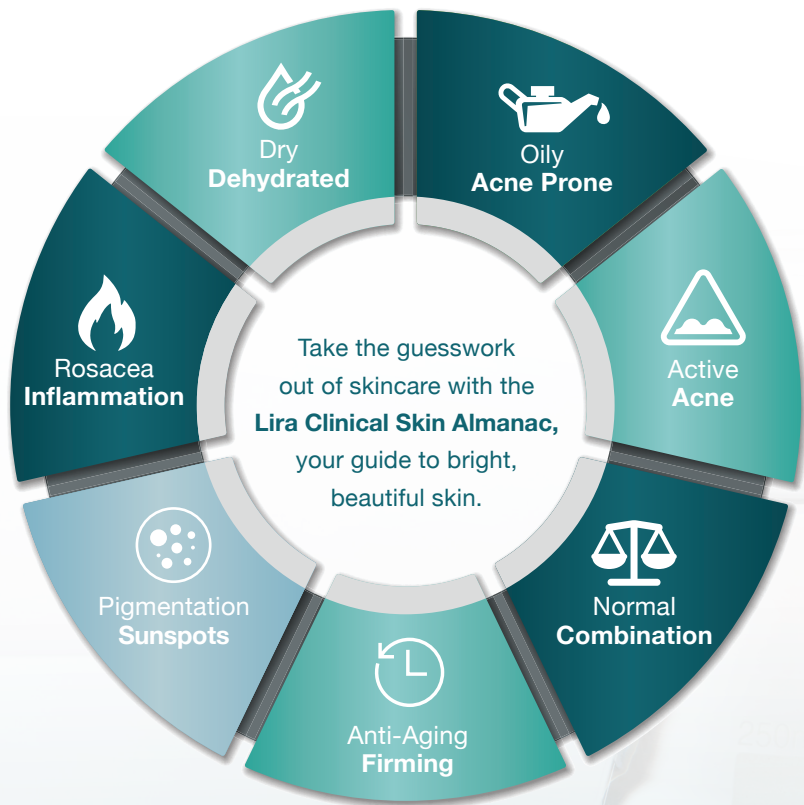 Dry
Dehydrated
Oily
Acne Prone
Rosacea
Inflammation
Active
Acne
Take the guesswork
out of skincare with the
Lira Clinical Skin Almanac,
your guide to bright,
beautiful skin.
Pigmentation
Sunspots
Normal
Combination
Anti-Aging
Firming